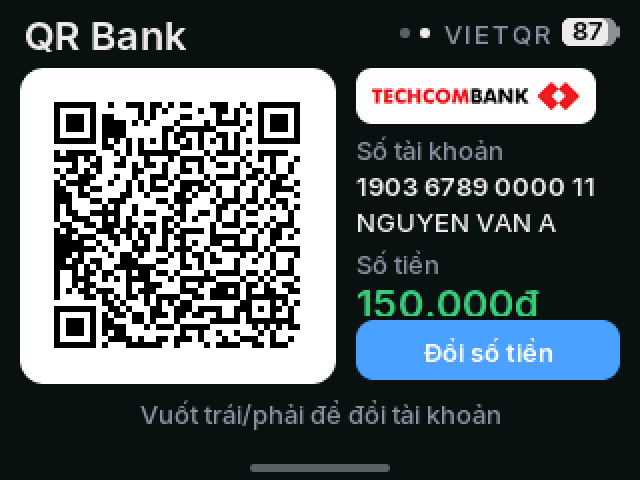 QR Bank
VIETQR
87
TECHCOMBANK
Số tài khoản
1903 6789 0000 11
NGUYEN VAN A
Số tiền
150.000đ
Đổi số tiền
Vuốt trái/phải để đổi tài khoản